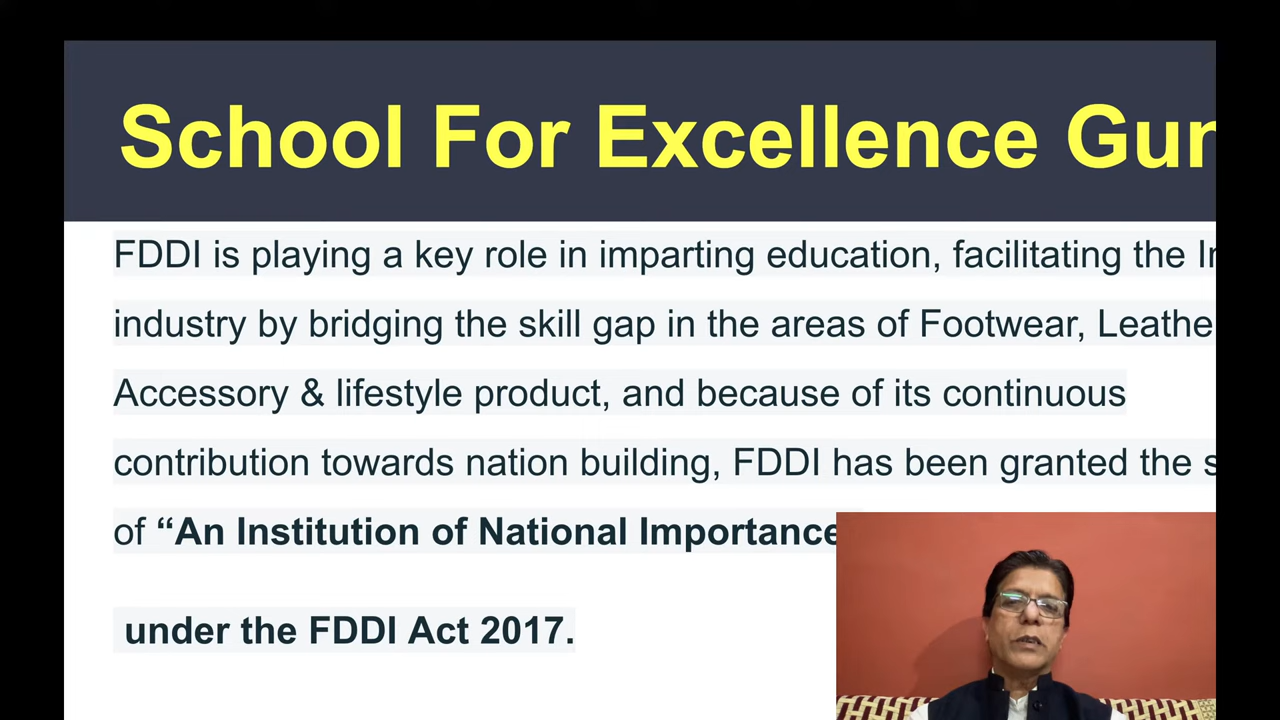 School For Excellence Gun
FDDI is playing a key role in imparting education, facilitating the
industry by bridging the skill gap in the areas of Footwear, Leathe
Accessory & lifestyle product, and because of its continuous
contribution towards nation building, FDDI has been granted the
of “An Institution of National Importance
under the FDDI Act 2017.